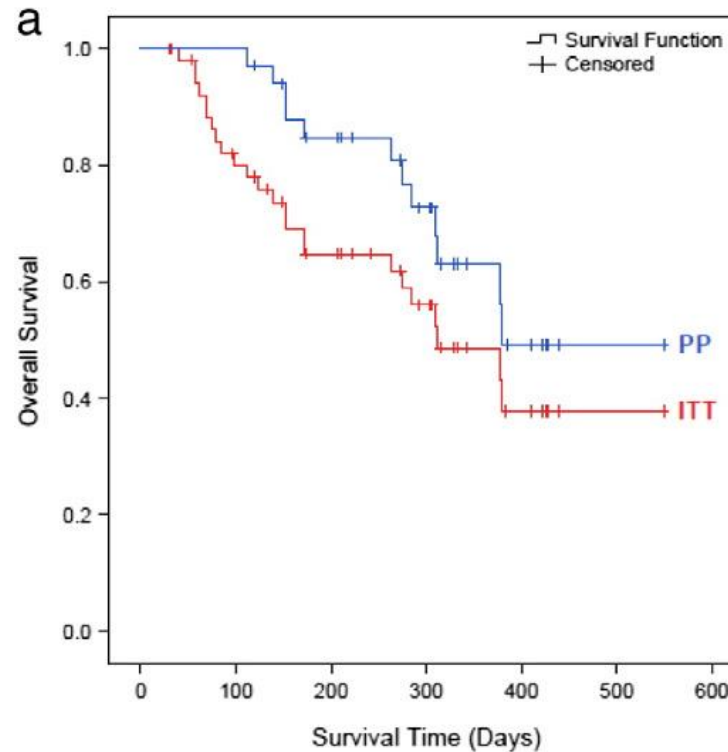 a
Survival Function
Censored
1.0
0.8
0.6
0.4
0.2
0.0
Overall Survival
PP
ITT
0 100 200 300 400 500 600
Survival Time (Days)